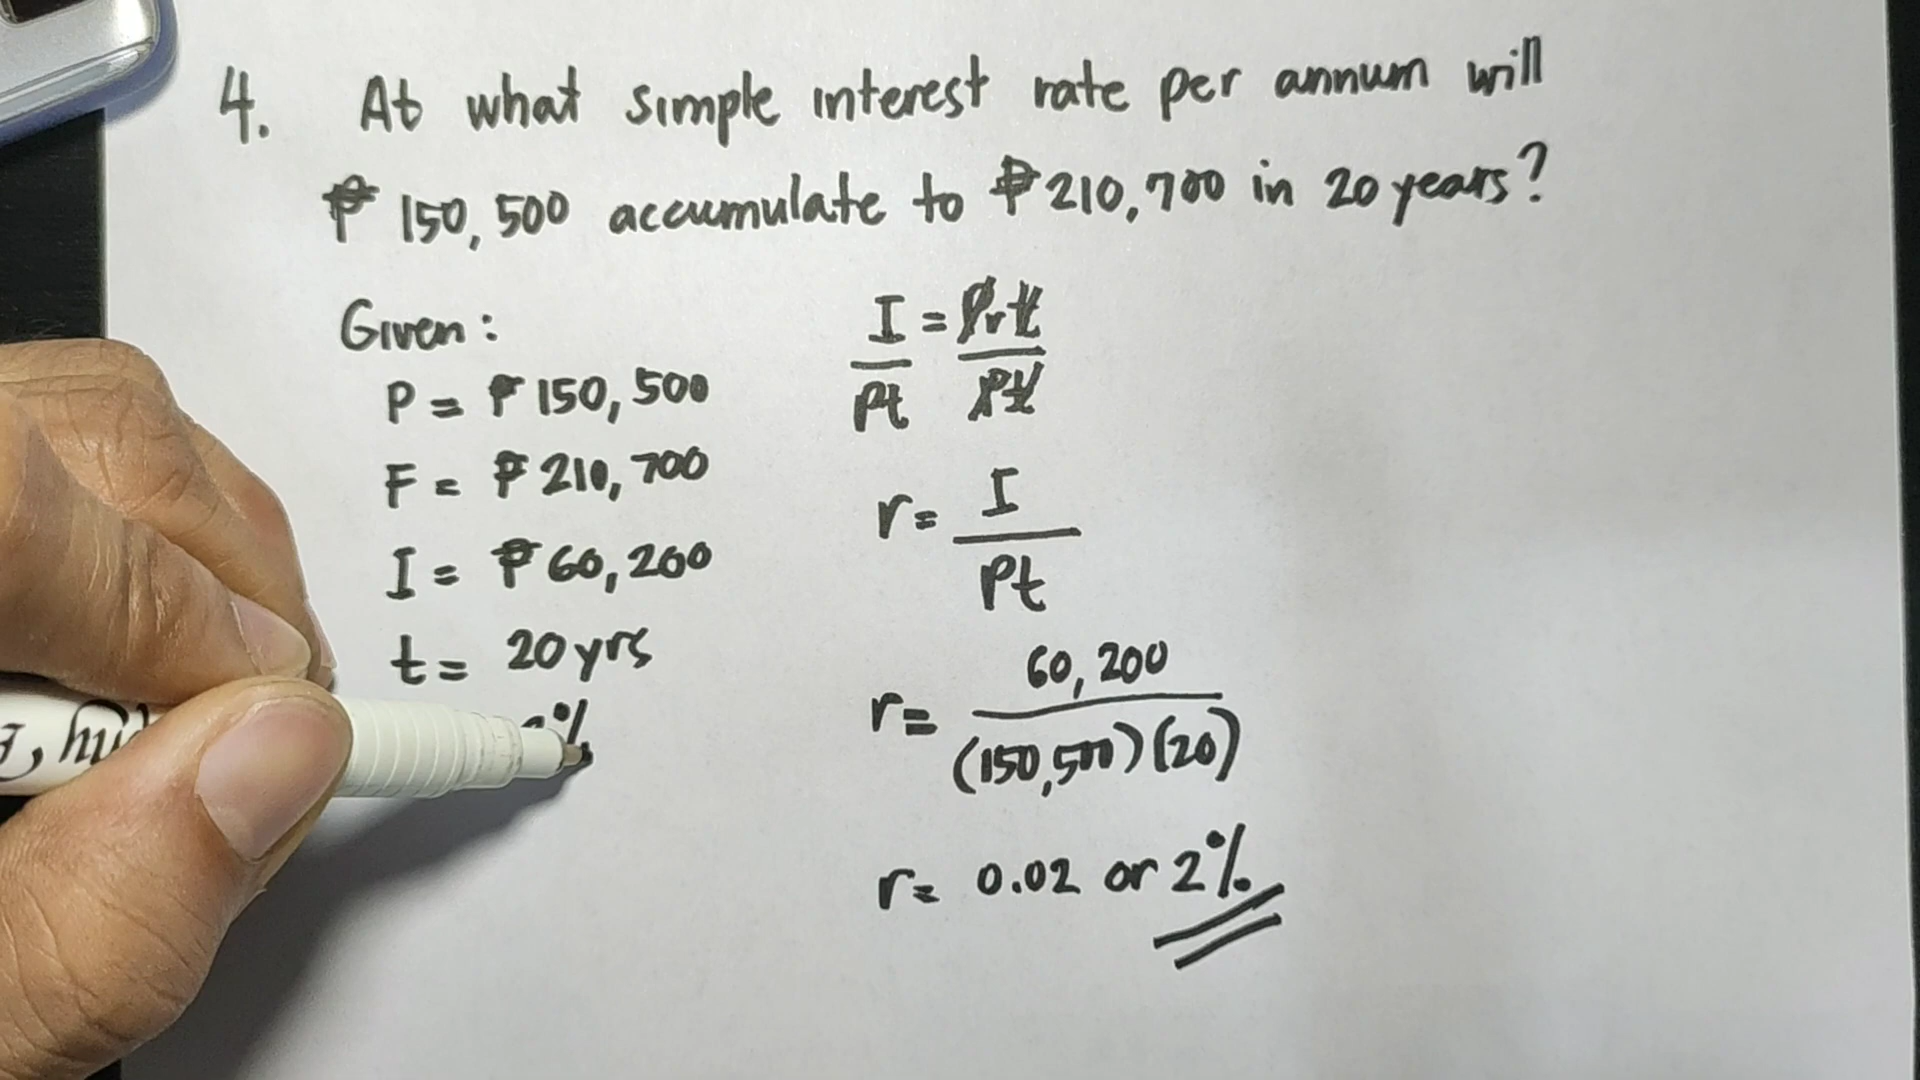 4. At what simple interest rate per annum will
₱ 150,500 accumulate to ₱ 210,700 in 20 years?
Given:
P = ₱ 150,500
F = ₱ 210,700
I = ₱ 60,200
t = 20 yrs
%
I = Prt
Pt Pt
r = I
Pt
r = 60,200
(150,500)(20)
r = 0.02 or 2%